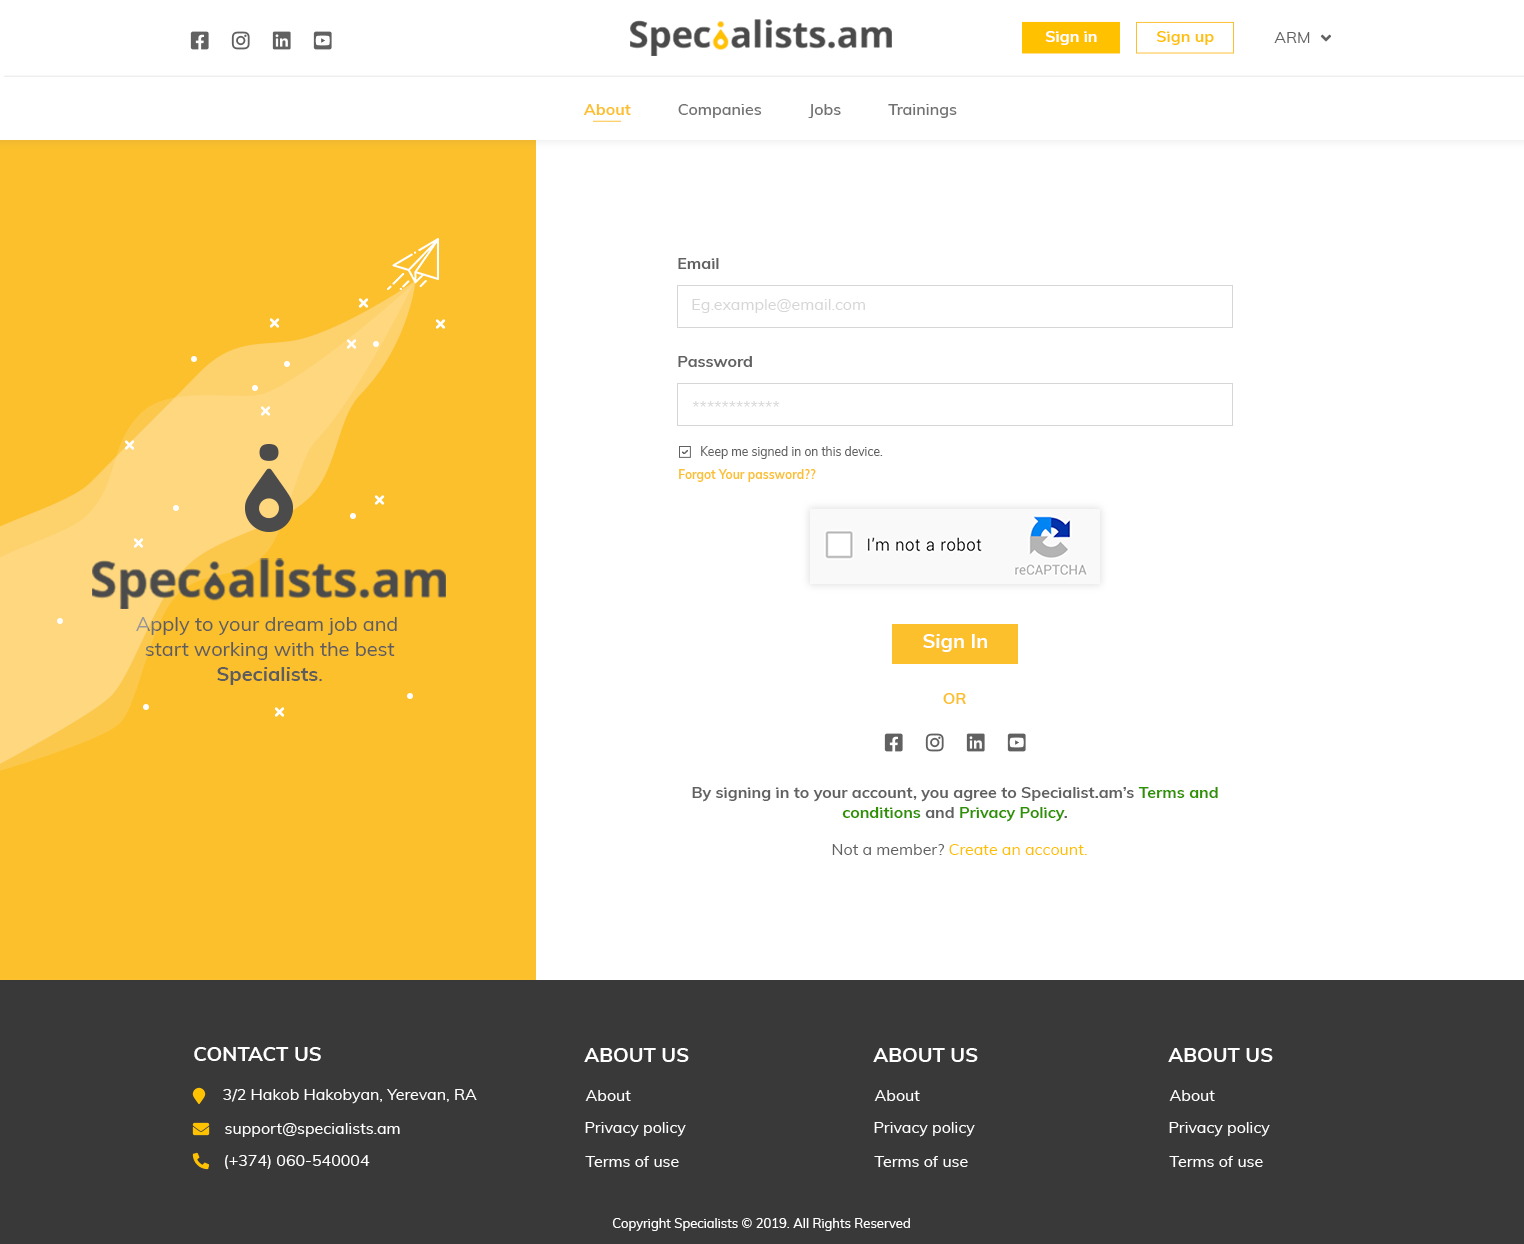 Specialists.am
Sign in
Sign up
ARM
About
Companies
Jobs
Trainings
Specialists.am
Apply to your dream job and
start working with the best
Specialists.
Email
Eg.example@email.com
Password
************
Keep me signed in on this device.
Forgot Your password??
I'm not a robot
reCAPTCHA
Sign In
OR
By signing in to your account, you agree to Specialist.am's Terms and
conditions and Privacy Policy.
Not a member? Create an account.
CONTACT US
3/2 Hakob Hakobyan, Yerevan, RA
support@specialists.am
(+374) 060-540004
ABOUT US
About
Privacy policy
Terms of use
ABOUT US
About
Privacy policy
Terms of use
ABOUT US
About
Privacy policy
Terms of use
Copyright Specialists © 2019. All Rights Reserved